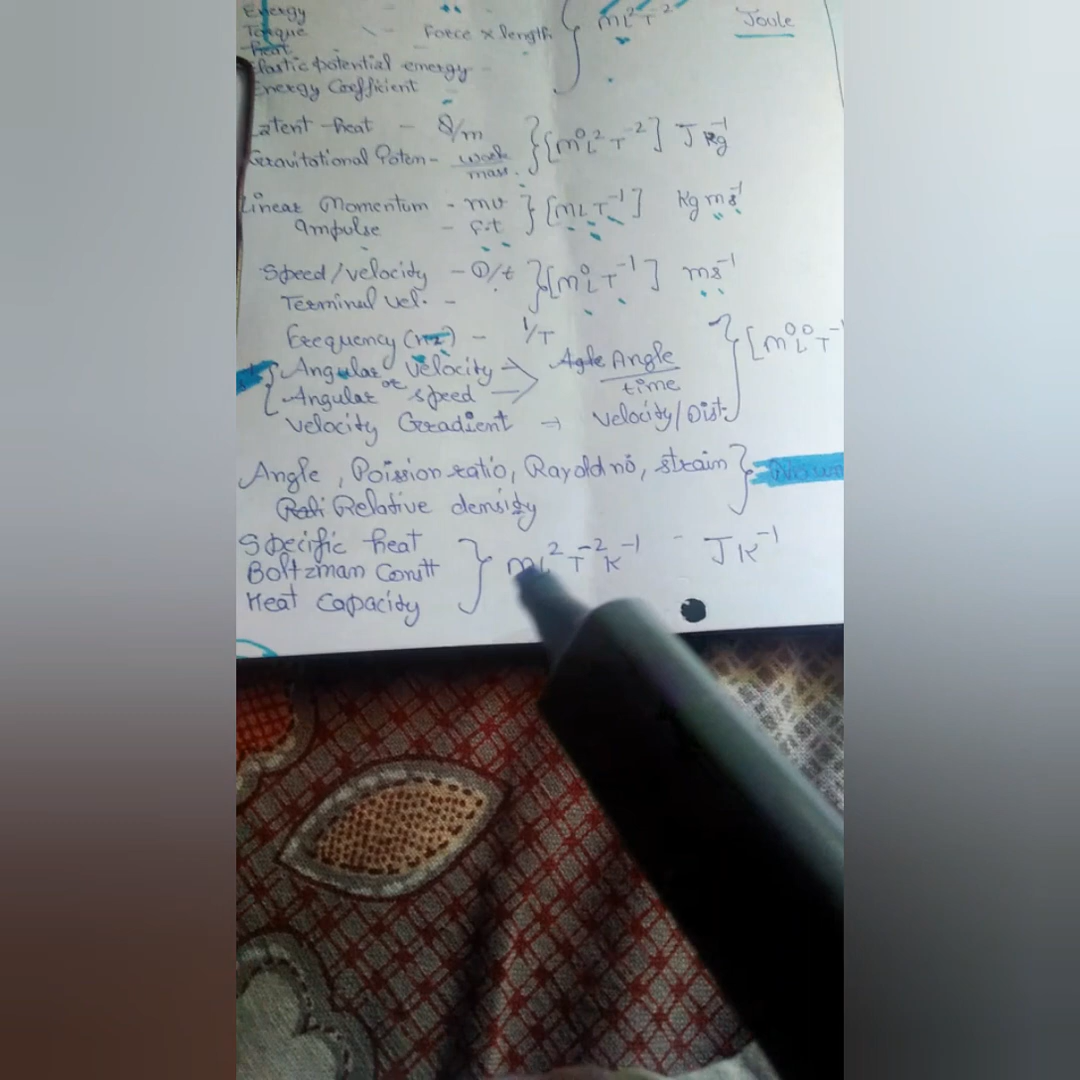 Energy
Torque - Force × length } ML²T⁻² Joule
Heat
Elastic potential emergy -
Energy Coefficient
Latent heat - Q/m } [M⁰L²T⁻²] J Kg⁻¹
Gravitational Poten - work/mass.
Linear Momentum - mv } [MLT⁻¹] Kg ms⁻¹
Impulse - F.t
Speed/velocity - D/t } [M⁰LT⁻¹] ms⁻¹
Terminal vel. -
Frequency (nz) - 1/T
Angular velocity → Angle/time } [M⁰L⁰T⁻¹
or
Angular speed →
velocity Gradient ⇒ velocity/Dist.
Angle, Poission ratio, Rayold no, strain }
Relative density
Specific heat
Boltzman Constt } ML²T⁻²K⁻¹ - JK⁻¹
Heat capacity